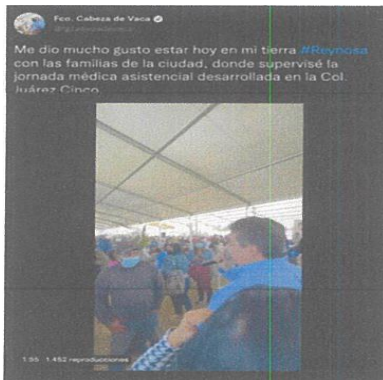 Fco. Cabeza de Vaca
Me dio mucho gusto estar hoy en mi tierra #Reynosa
con las familias de la ciudad, donde supervisé la
jornada médica asistencial desarrollada en la Col.
Juárez Cinco.
1:55 1,452 reproducciones